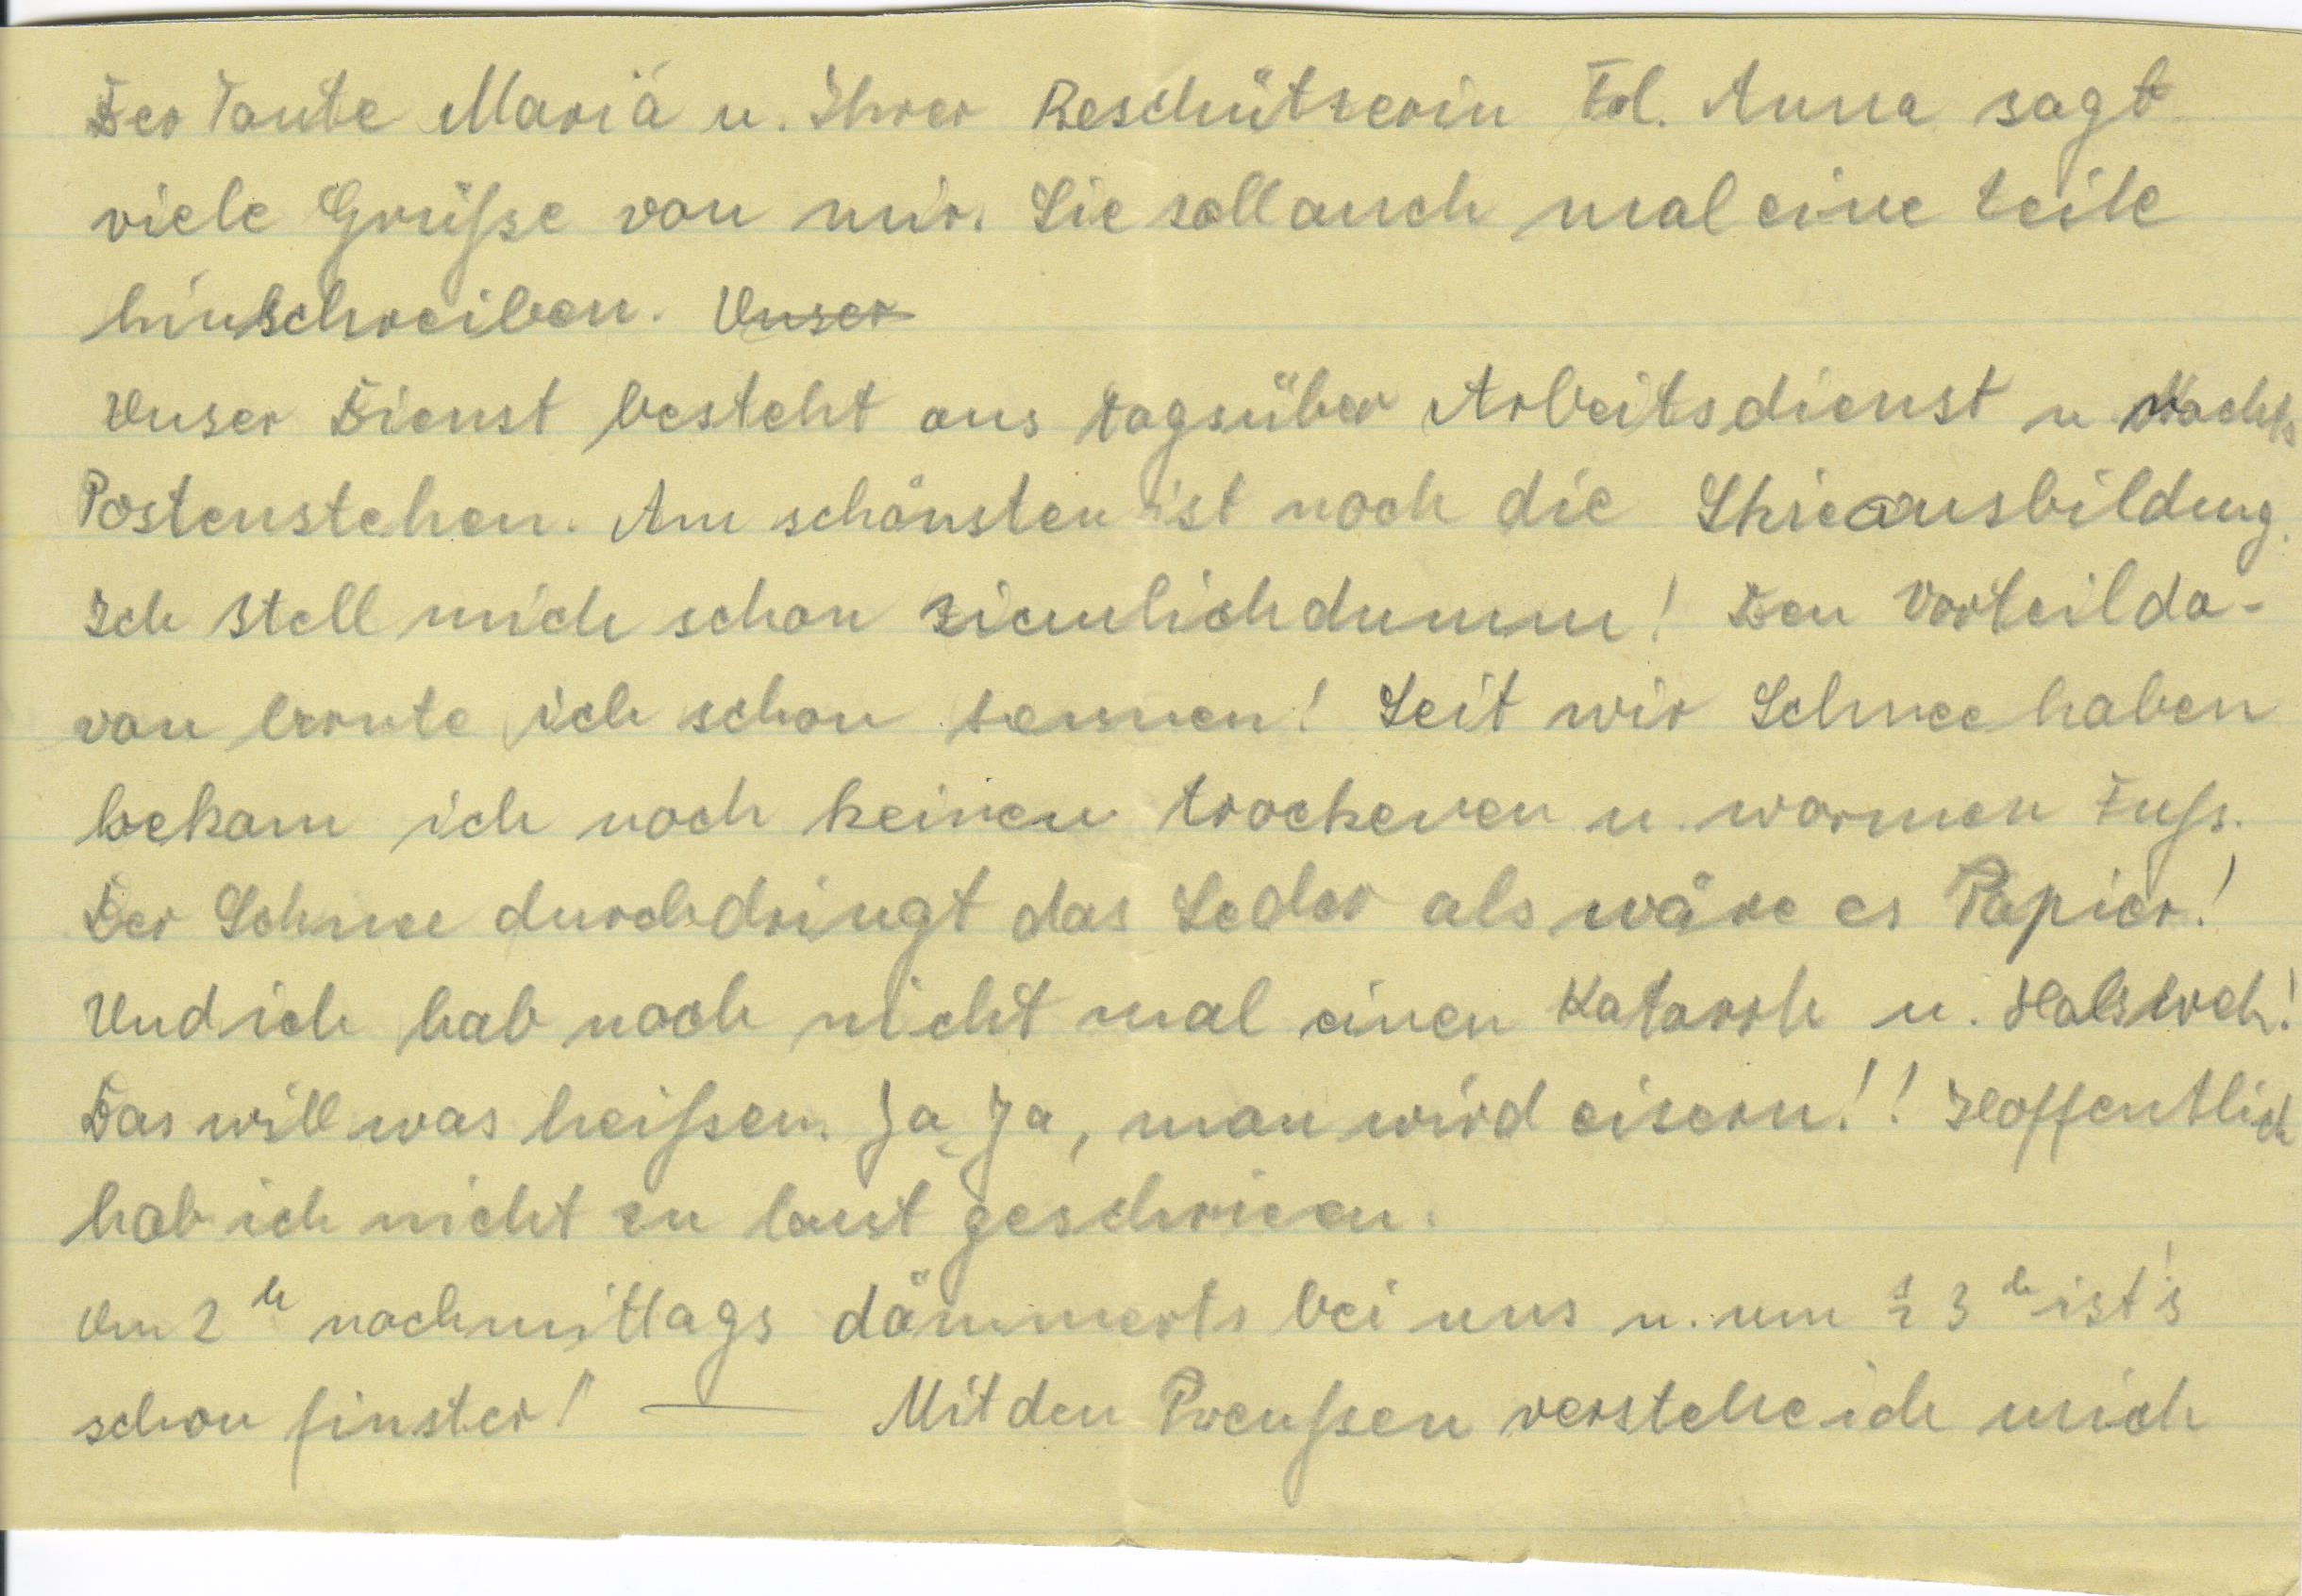 Der Tante Mariä u. Ihrer Beschützerin Frl. Anna sagt
viele Grüße von mir. Sie soll auch mal eine Zeile
hinschreiben. Unser
Unser Dienst besteht aus tagsüber Arbeitsdienst u. Nachts
Postenstehen. Am schönsten ist noch die Skieausbildung.
Ich stell mich schon ziemlich dumm! Den Vorteil da-
von lernte ich schon kennen! Seit wir Schnee haben
bekam ich noch keinen trockenen u. warmen Fuß.
Der Schnee durchdringt das Leder als wäre es Papier!
Und ich hab noch nicht mal einen Katarrh u. Halsweh!
Das will was heißen. Ja Ja, man wird eisern!! Hoffentlich
hab ich nicht zu laut geschrieen.
Um 2 h nachmittags dämmerts bei uns u. um ½ 3 h ist's
schon finster! — Mit den Preußen verstehe ich mich